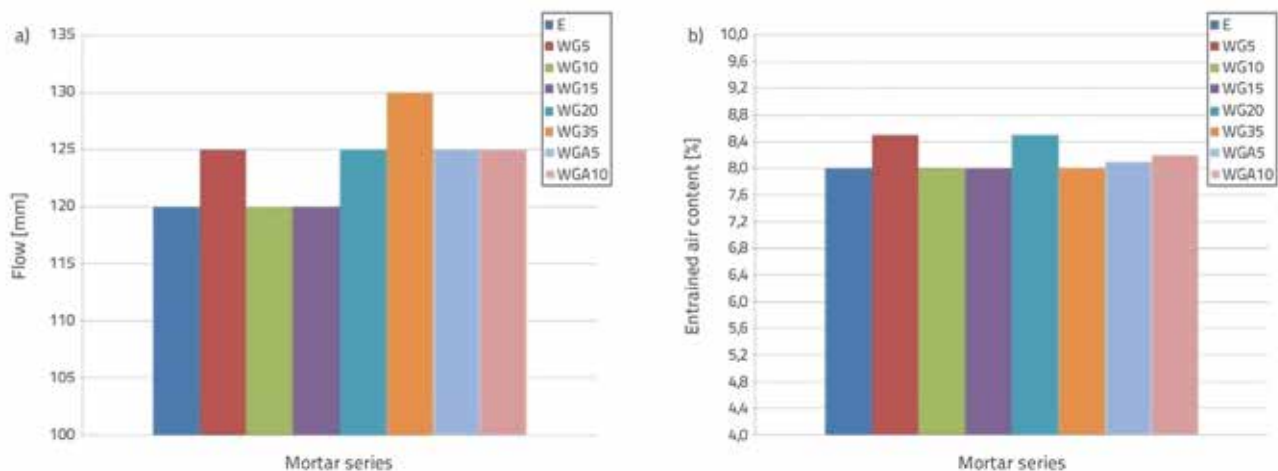 a)
135
130
125
120
115
110
105
100
Flow [mm]
Mortar series
E
WG5
WG10
WG15
WG20
WG35
WGA5
WGA10
b)
10,0
9,6
9,2
8,8
8,4
8,0
7,6
7,2
6,8
6,4
6,0
5,6
5,2
4,8
4,4
4,0
Entrained air content [%]
Mortar series
E
WG5
WG10
WG15
WG20
WG35
WGA5
WGA10